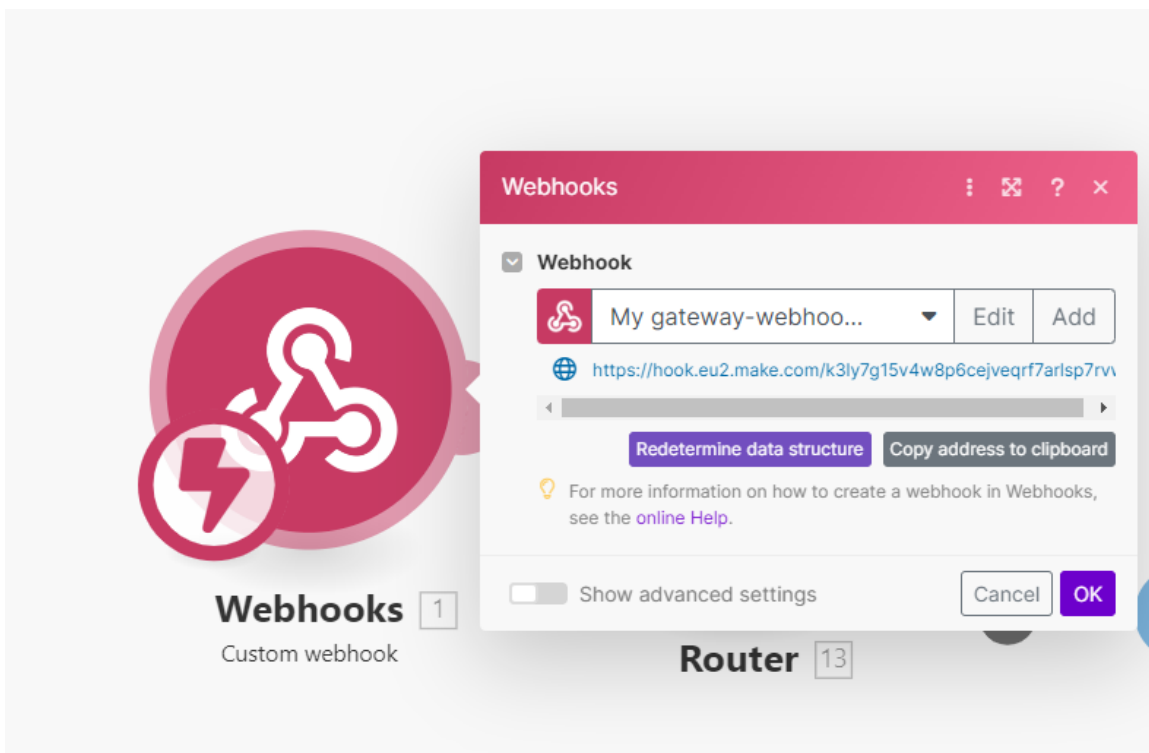 Webhooks
?
Webhook
My gateway-webhoo...
Edit
Add
https://hook.eu2.make.com/k3ly7g15v4w8p6cejveqrf7arlsp7rv
Redetermine data structure
Copy address to clipboard
For more information on how to create a webhook in Webhooks,
see the online Help.
Show advanced settings
Cancel
OK
Webhooks 1
Custom webhook
Router 13